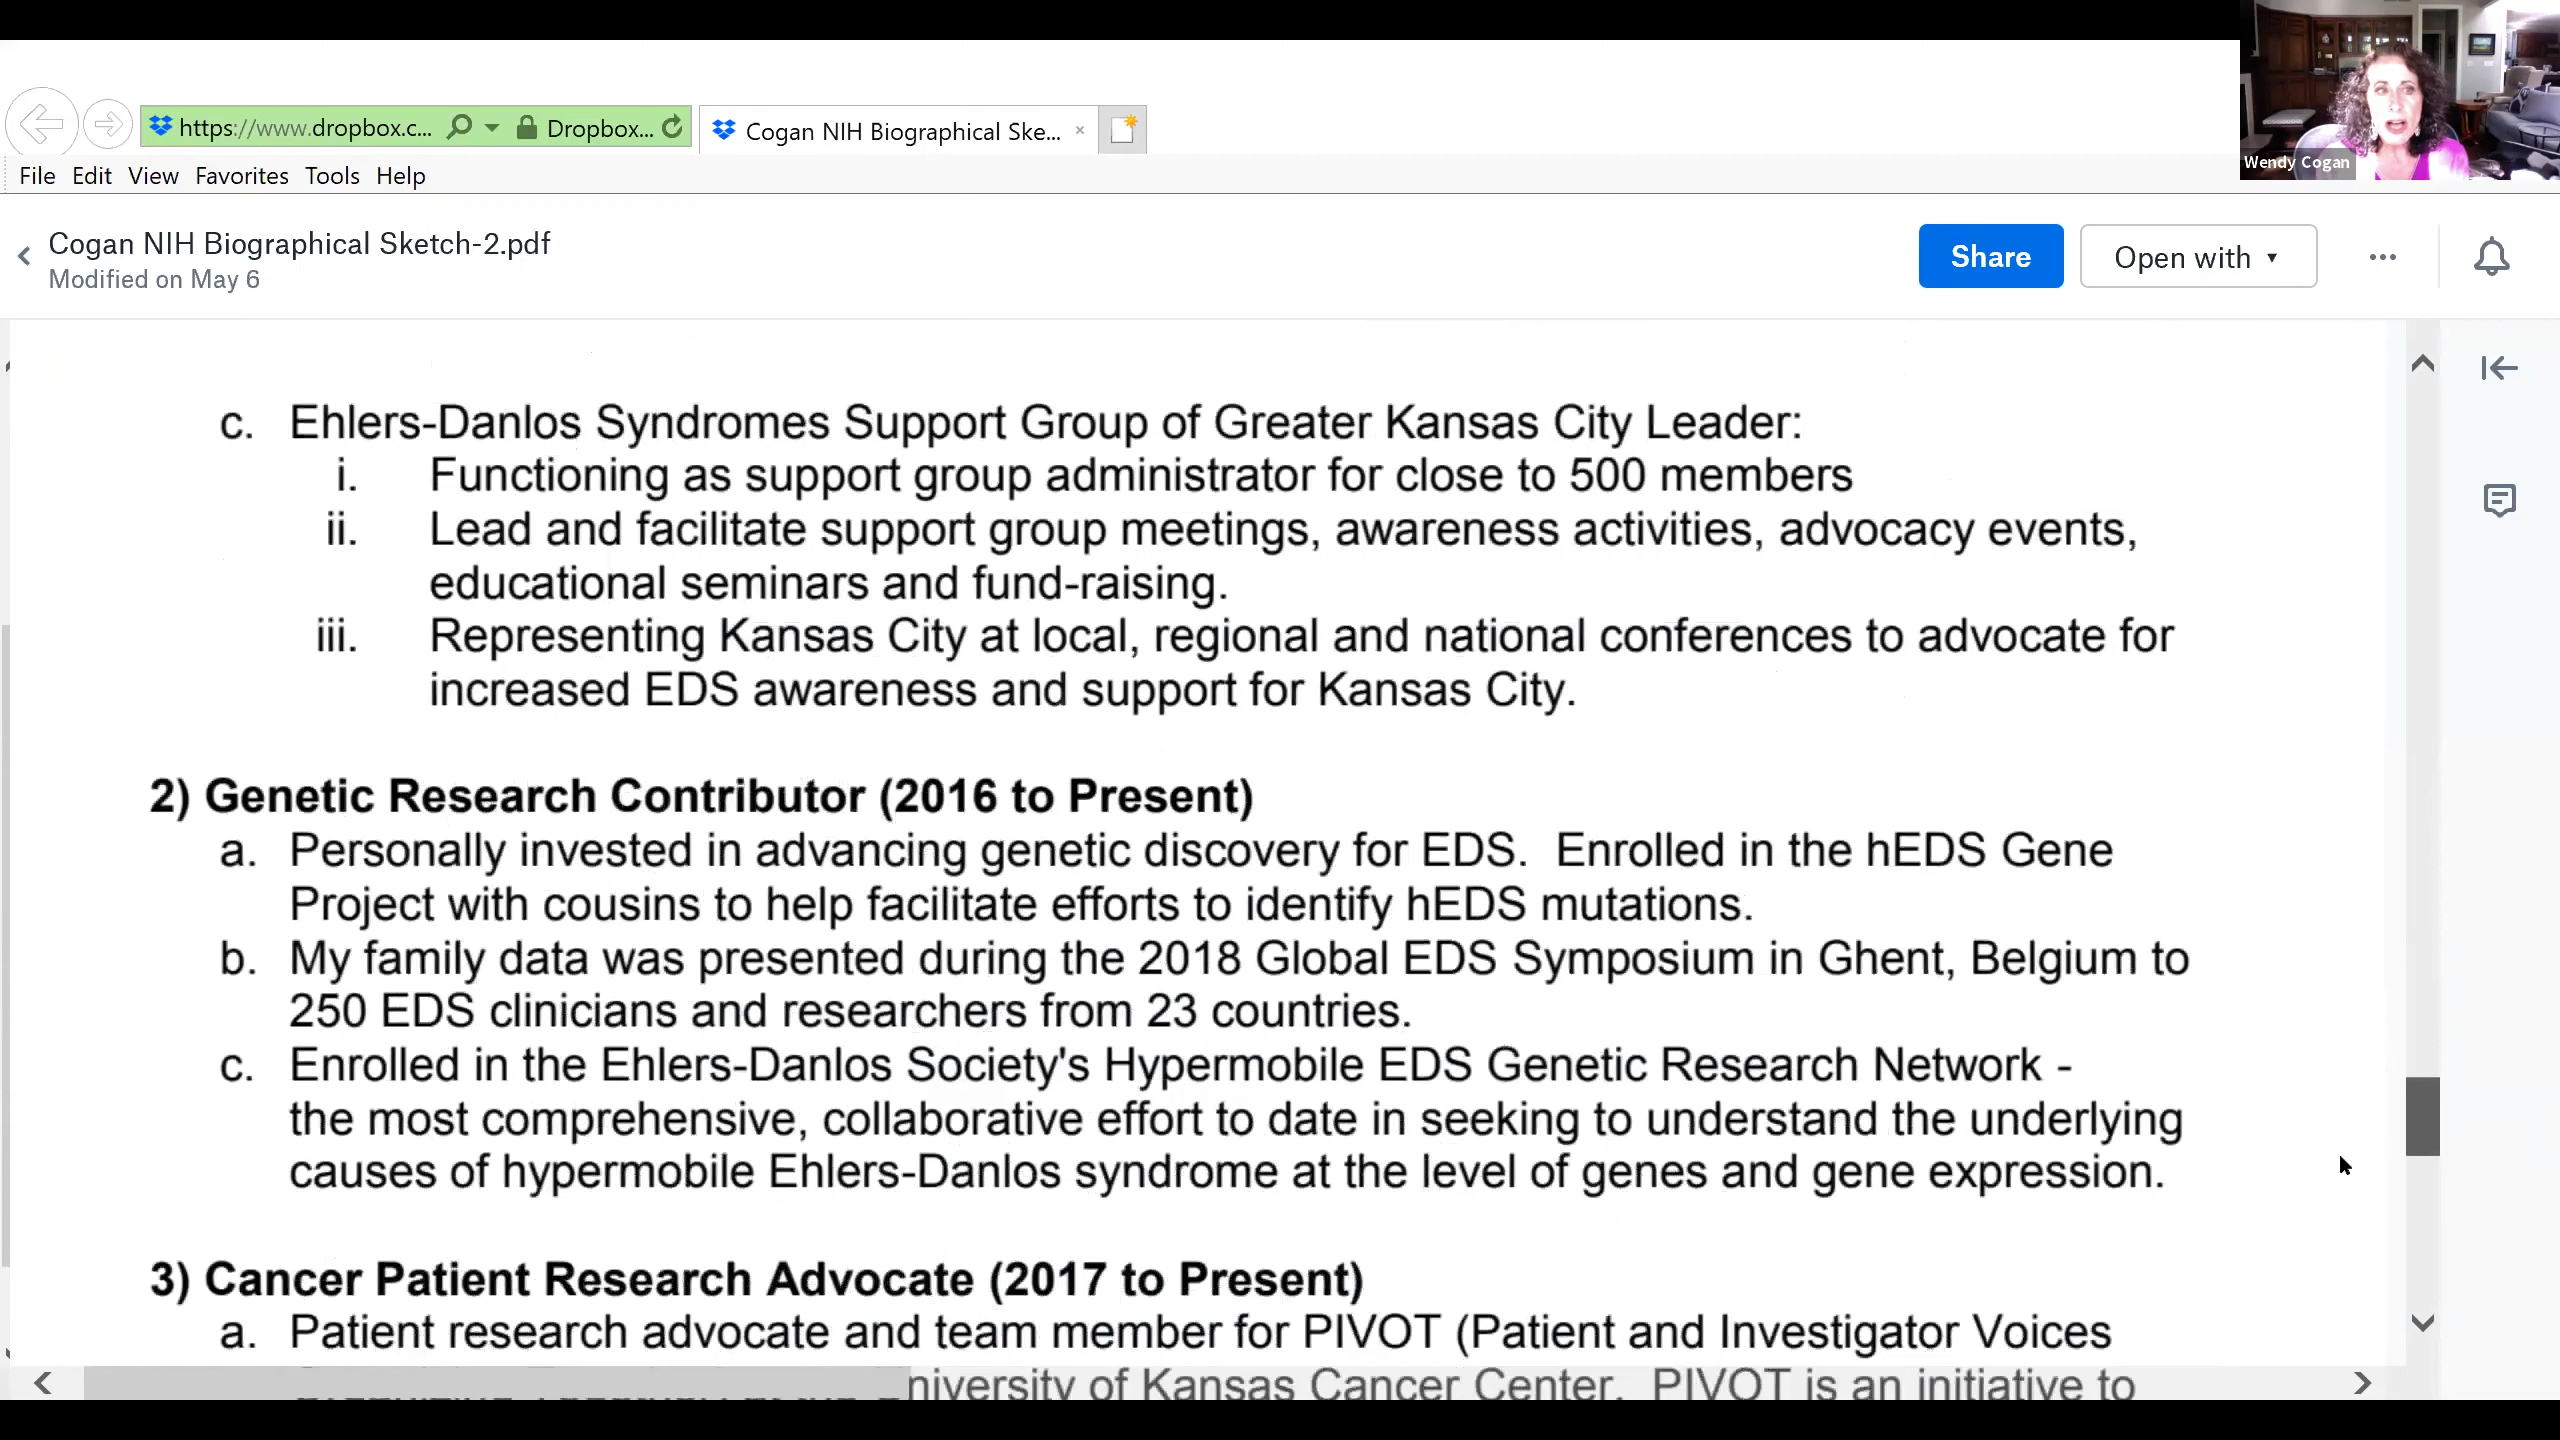 https://www.dropbox.c...
Dropbox...
Cogan NIH Biographical Ske...
Wendy Cogan
File Edit View Favorites Tools Help
Cogan NIH Biographical Sketch-2.pdf
Modified on May 6
Share
Open with
c. Ehlers-Danlos Syndromes Support Group of Greater Kansas City Leader:
i. Functioning as support group administrator for close to 500 members
ii. Lead and facilitate support group meetings, awareness activities, advocacy events,
educational seminars and fund-raising.
iii. Representing Kansas City at local, regional and national conferences to advocate for
increased EDS awareness and support for Kansas City.
2) Genetic Research Contributor (2016 to Present)
a. Personally invested in advancing genetic discovery for EDS. Enrolled in the hEDS Gene
Project with cousins to help facilitate efforts to identify hEDS mutations.
b. My family data was presented during the 2018 Global EDS Symposium in Ghent, Belgium to
250 EDS clinicians and researchers from 23 countries.
c. Enrolled in the Ehlers-Danlos Society's Hypermobile EDS Genetic Research Network -
the most comprehensive, collaborative effort to date in seeking to understand the underlying
causes of hypermobile Ehlers-Danlos syndrome at the level of genes and gene expression.
3) Cancer Patient Research Advocate (2017 to Present)
a. Patient research advocate and team member for PIVOT (Patient and Investigator Voices
niversity of Kansas Cancer Center. PIVOT is an initiative to